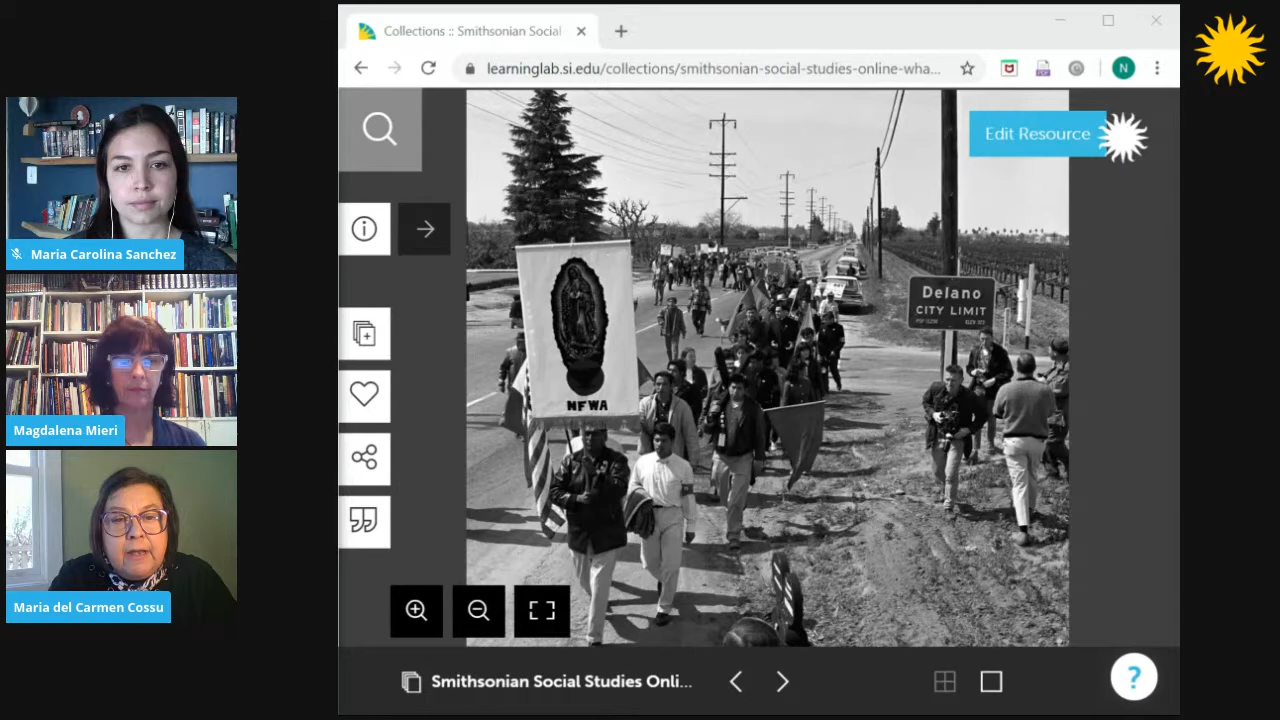 Collections :: Smithsonian Social
learninglab.si.edu/collections/smithsonian-social-studies-online-wha...
N
Edit Resource
Delano
CITY LIMIT
NFWA
Maria Carolina Sanchez
Magdalena Mieri
Maria del Carmen Cossu
Smithsonian Social Studies Onli...
?